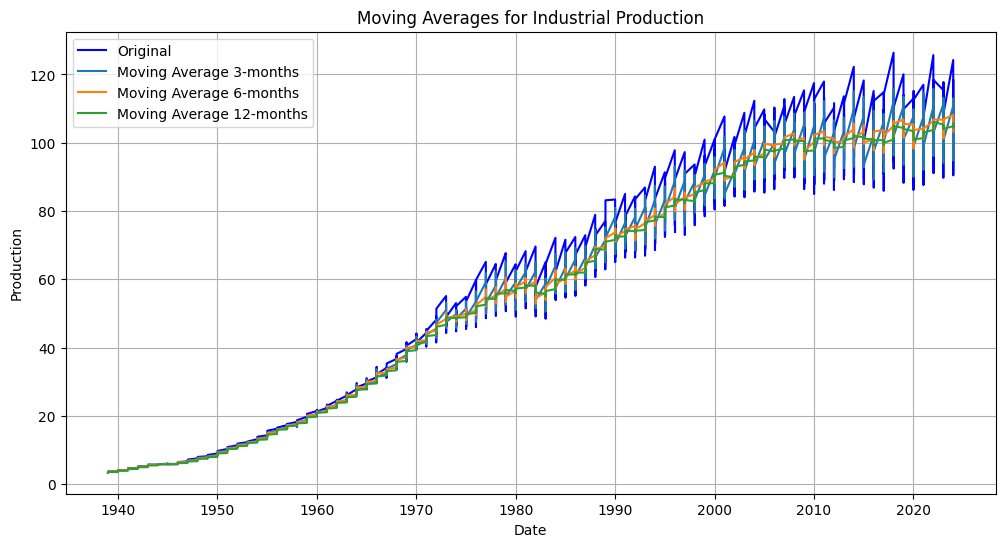 Moving Averages for Industrial Production
Original
Moving Average 3-months
Moving Average 6-months
Moving Average 12-months
Production
120
100
80
60
40
20
0
1940 1950 1960 1970 1980 1990 2000 2010 2020
Date